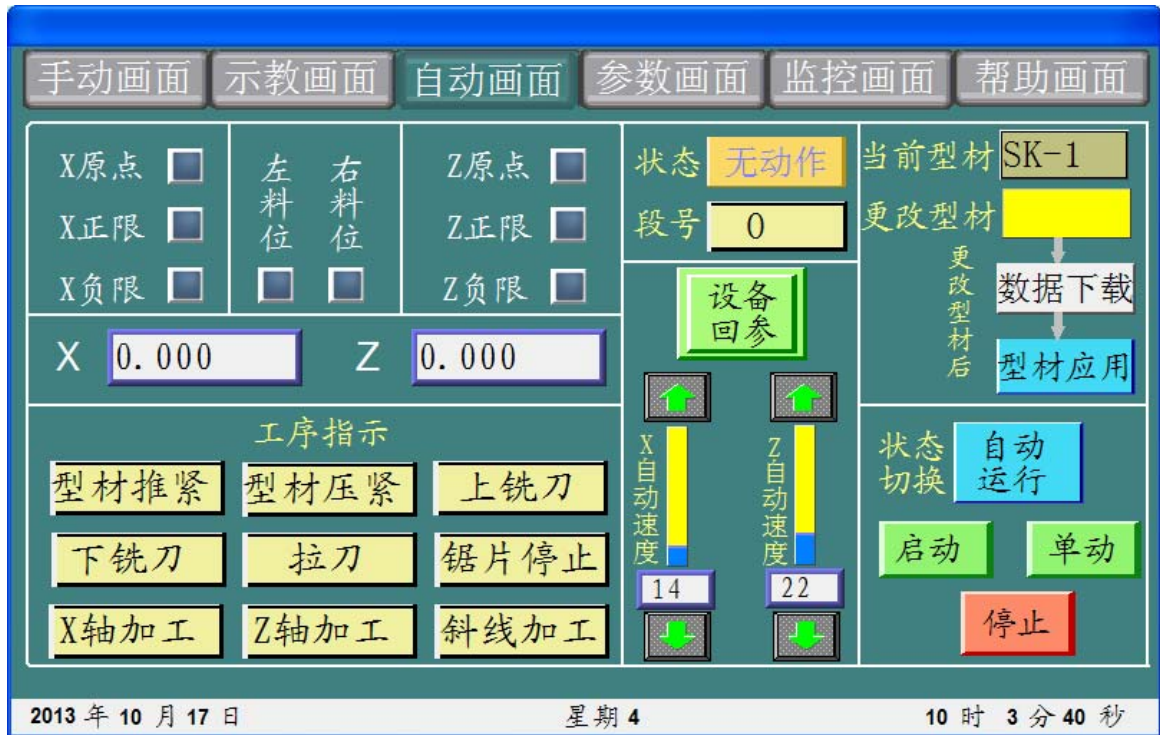 手动画面 示教画面 自动画面 参数画面 监控画面 帮助画面
X原点
X正限
X负限
左料位
右料位
Z原点
Z正限
Z负限
X 0.000 Z 0.000
工序指示
型材推紧 型材压紧 上铣刀
下铣刀 拉刀 锯片停止
X轴加工 Z轴加工 斜线加工
状态 无动作
段号 0
设备
回参
X自动速度
14
Z自动速度
22
当前型材 SK-1
更改型材
更改型材后
数据下载
型材应用
状态
切换
自动
运行
启动 单动
停止
2013 年 10 月 17 日 星期 4 10 时 3 分 40 秒